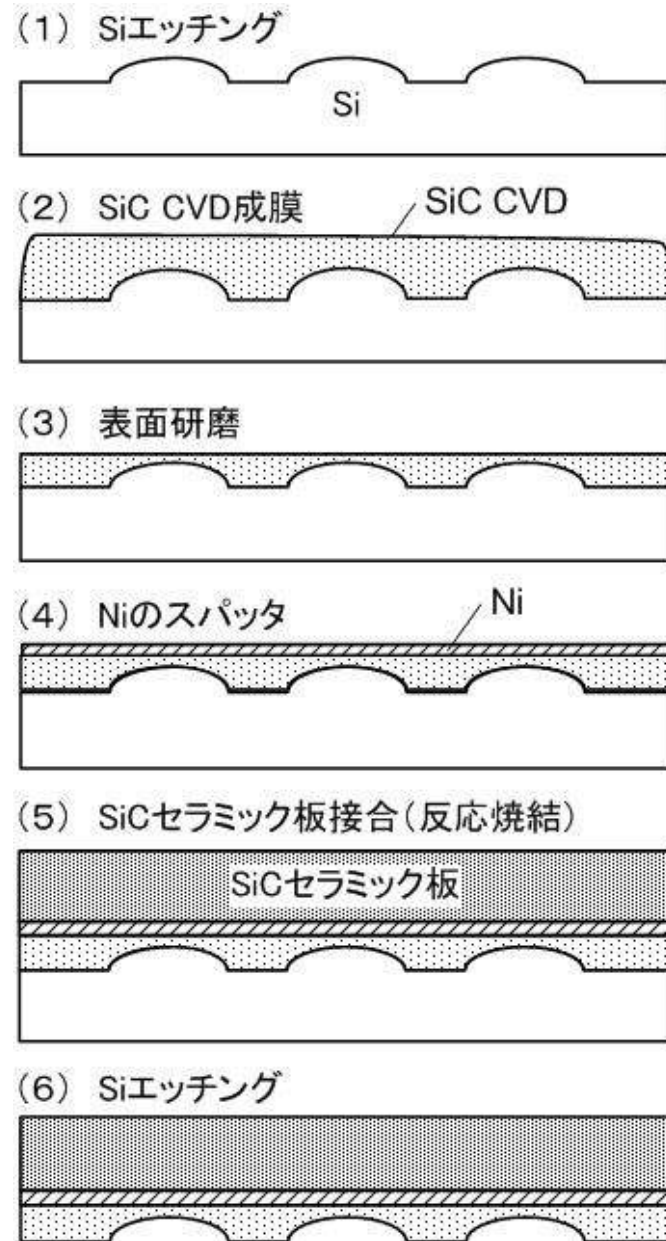 (1) Siエッチング
Si
(2) SiC CVD成膜
SiC CVD
(3) 表面研磨
(4) Niのスパッタ
Ni
(5) SiCセラミック板接合(反応焼結)
SiCセラミック板
(6) Siエッチング